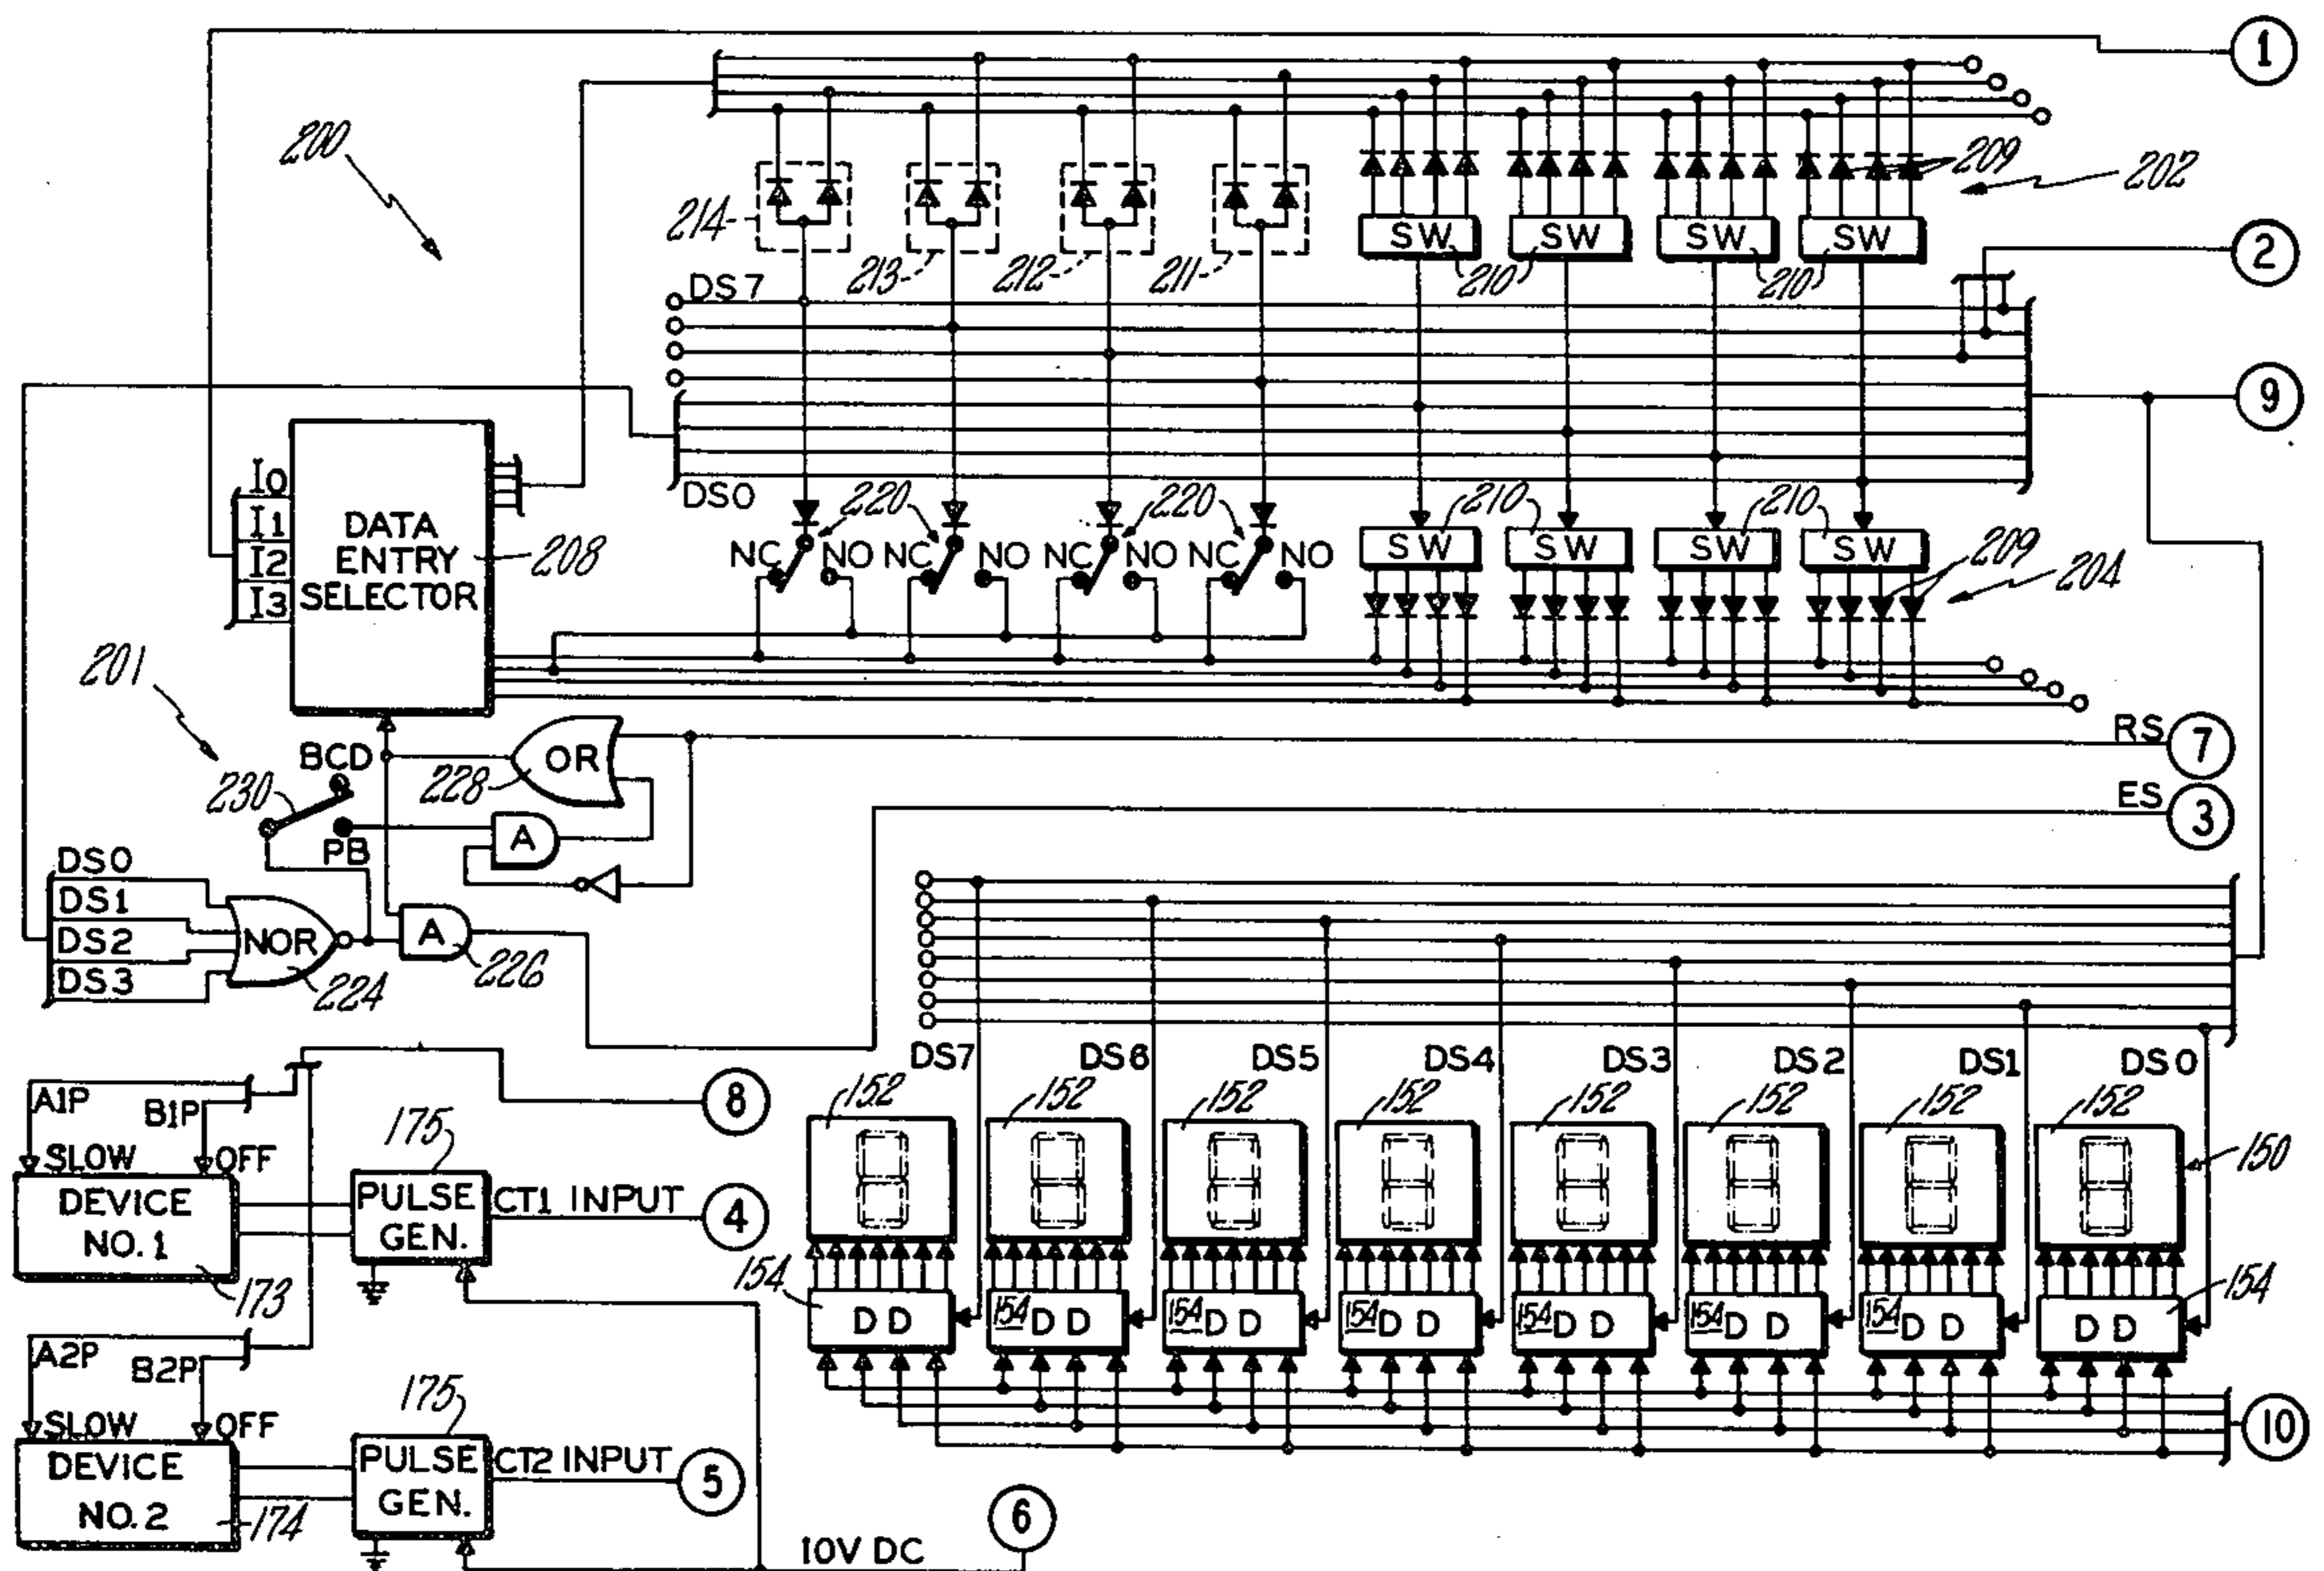 1
200
209
202
214
213
212
211
SW SW SW SW
210 210
2
DS7
9
DS0
I0
I1
I2
I3
DATA
ENTRY
SELECTOR
208
220 220
NC NO NC NO NC NO NC NO
210 210
SW SW SW SW
209
204
201
RS 7
BCD
230
228
OR
ES 3
A
PB
DS0
DS1
DS2
DS3
NOR
224
A
226
DS7 DS6 DS5 DS4 DS3 DS2 DS1 DS0
152 152 152 152 152 152 152 152
150
8
A1P
B1P
SLOW OFF
DEVICE
NO. 1
173
175
PULSE
GEN.
CT1 INPUT 4
154 154
DD 154 DD 154 DD 154 DD 154 DD 154 DD 154 DD DD
A2P
B2P
SLOW OFF
DEVICE
NO. 2
174
175
PULSE
GEN.
CT2 INPUT 5
10
6
10V DC